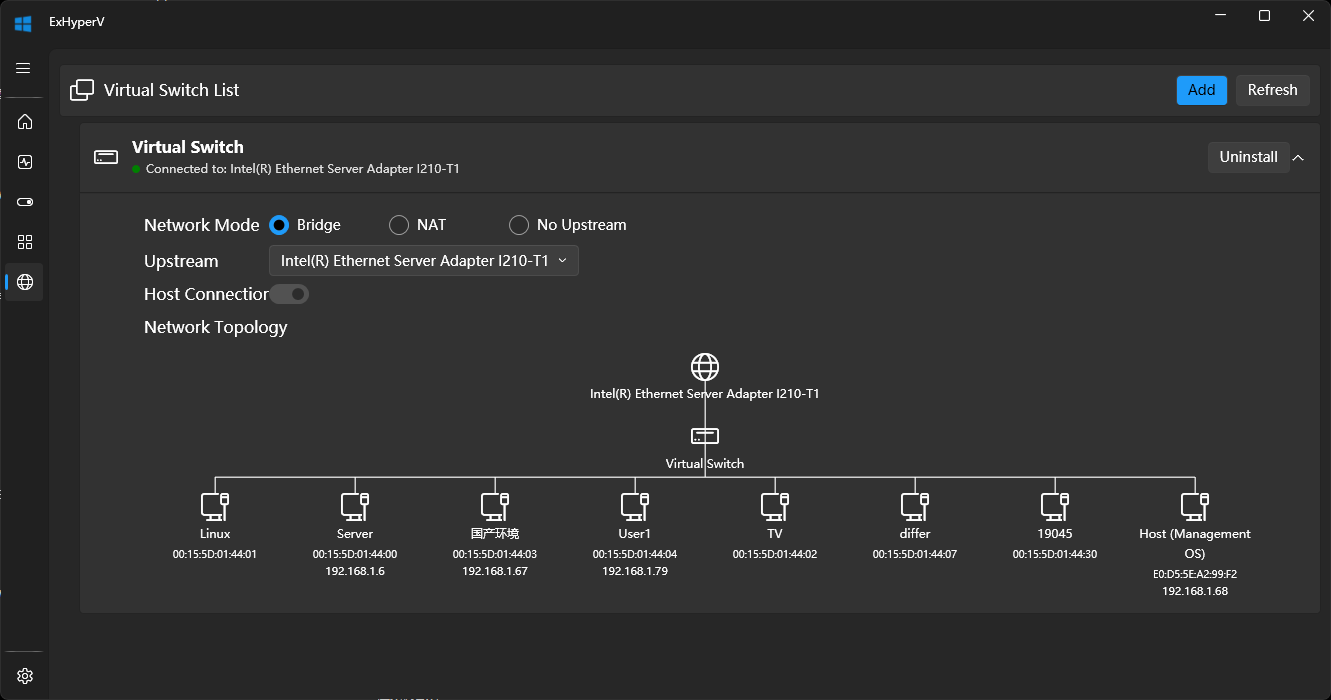 ExHyperV
Virtual Switch List
Add
Refresh
Virtual Switch
Connected to: Intel(R) Ethernet Server Adapter I210-T1
Uninstall
Network Mode
Bridge
NAT
No Upstream
Upstream
Intel(R) Ethernet Server Adapter I210-T1
Host Connection
Network Topology
Intel(R) Ethernet Server Adapter I210-T1
Virtual Switch
Linux
00:15:5D:01:44:01
Server
00:15:5D:01:44:00
192.168.1.6
国产环境
00:15:5D:01:44:03
192.168.1.67
User1
00:15:5D:01:44:04
192.168.1.79
TV
00:15:5D:01:44:02
differ
00:15:5D:01:44:07
19045
00:15:5D:01:44:30
Host (Management
OS)
E0:D5:5E:A2:99:F2
192.168.1.68